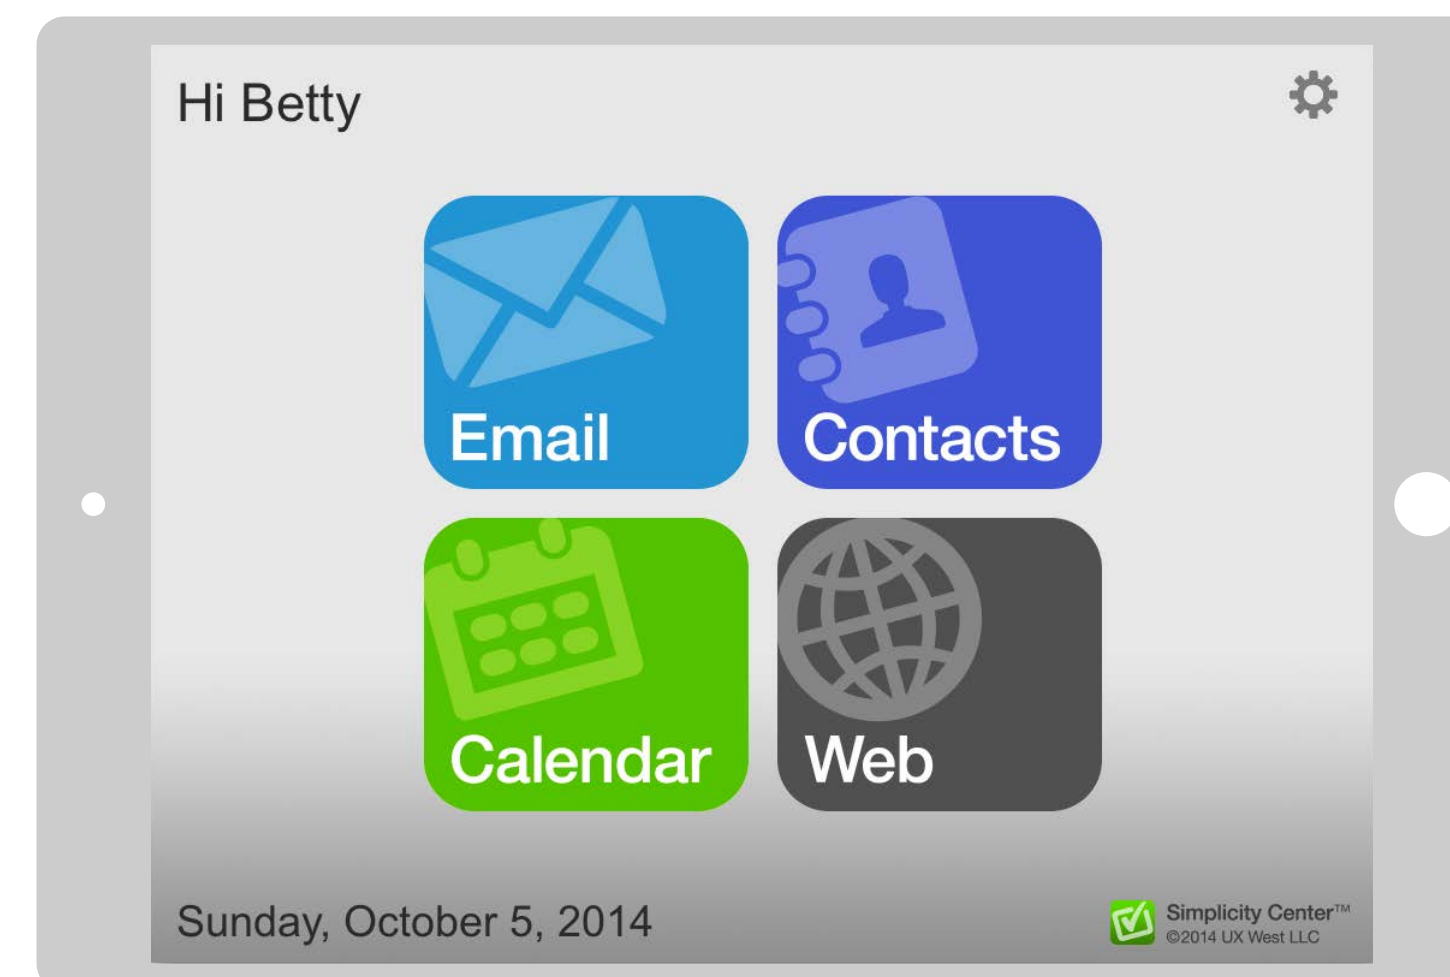 Hi Betty
Email
Contacts
Calendar
Web
Sunday, October 5, 2014
Simplicity Center™
©2014 UX West LLC